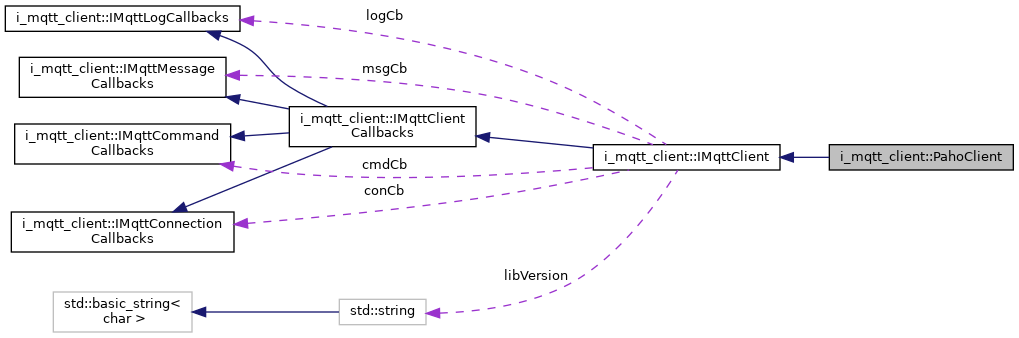 i_mqtt_client::IMqttLogCallbacks
logCb
i_mqtt_client::IMqttMessage
Callbacks
msgCb
i_mqtt_client::IMqttClient
Callbacks
i_mqtt_client::IMqttCommand
Callbacks
cmdCb
i_mqtt_client::IMqttClient
i_mqtt_client::PahoClient
conCb
i_mqtt_client::IMqttConnection
Callbacks
libVersion
std::basic_string<
char >
std::string